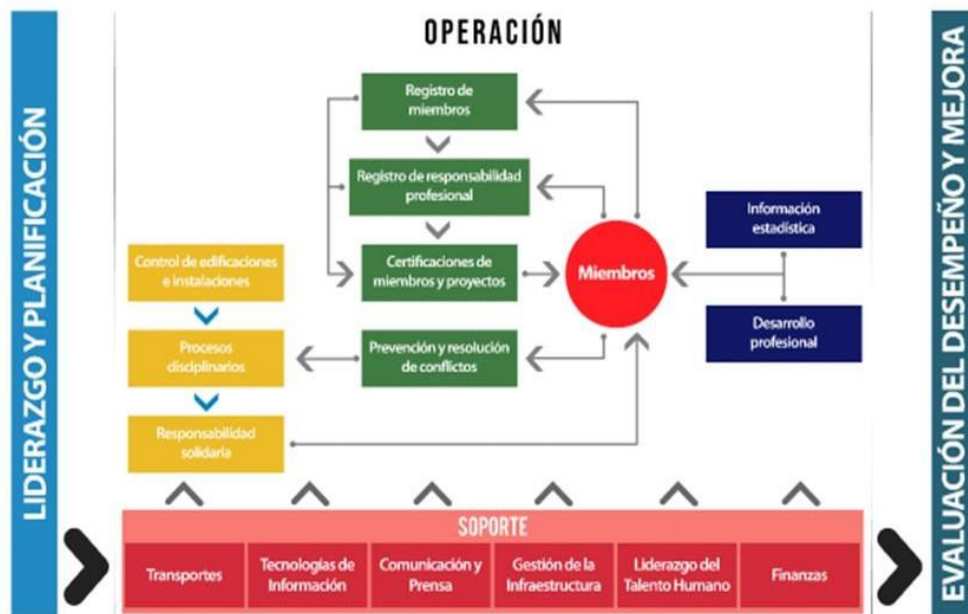 LIDERAZGO Y PLANIFICACIÓN
OPERACIÓN
Registro de
miembros
Registro de responsabilidad
profesional
Certificaciones de
miembros y proyectos
Prevención y resolución
de conflictos
Control de edificaciones
e instalaciones
Procesos
disciplinarios
Responsabilidad
solidaria
Miembros
Información
estadística
Desarrollo
profesional
SOPORTE
Transportes
Tecnologías de
Información
Comunicación y
Prensa
Gestión de la
Infraestructura
Liderazgo del
Talento Humano
Finanzas
EVALUACIÓN DEL DESEMPEÑO Y MEJORA